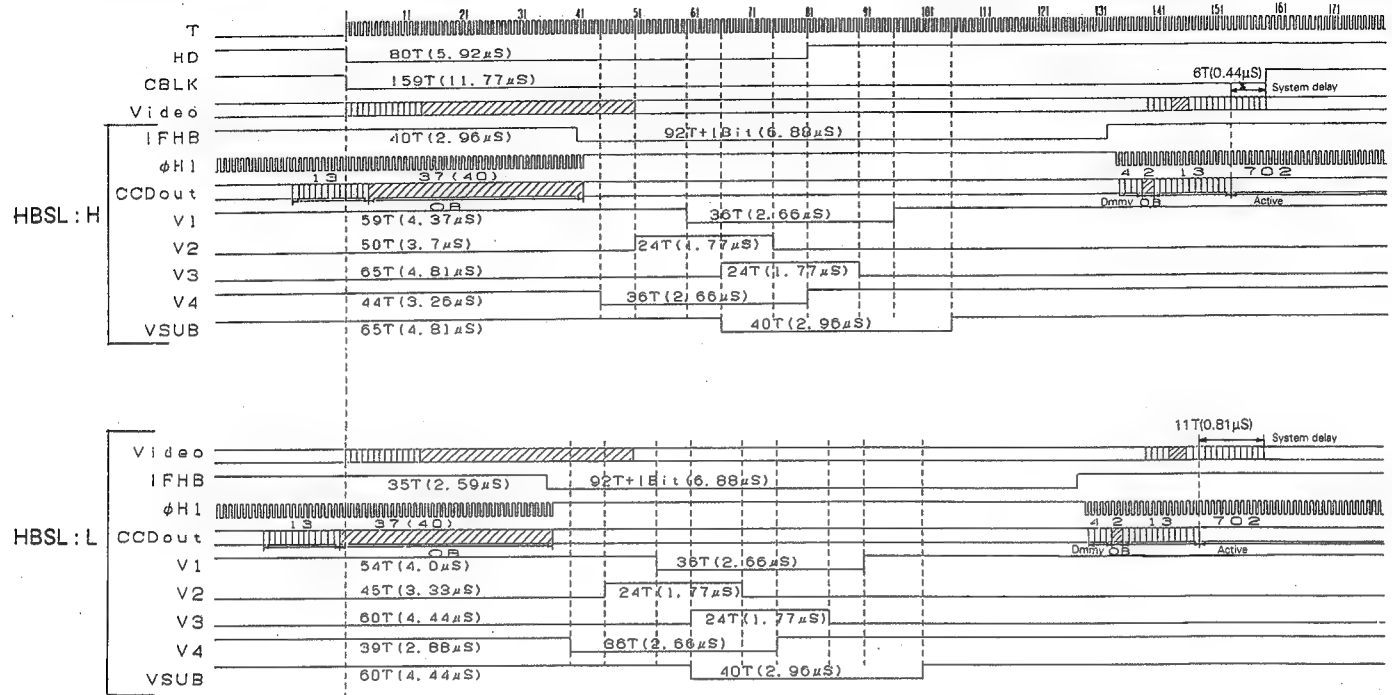 11 21 31 41 51 61 71 81 91 101 111 121 131 141 151 161 171
T
HD 80T(5.92μS)
CBLK 159T(11.77μS) 6T(0.44μS) System delay
Video
HBSL:H
IFHB 40T(2.96μS) 92T+1Bit(6.88μS)
φH1
13 37(40) 4 2 13 702
CCDout OB Dmmy OB Active
V1 59T(4.37μS) 36T(2.66μS)
V2 50T(3.7μS) 24T(1.77μS)
V3 65T(4.81μS) 24T(1.77μS)
V4 44T(3.26μS) 36T(2.66μS)
VSUB 65T(4.81μS) 40T(2.96μS)
11T(0.81μS) System delay
Video
HBSL:L
IFHB 35T(2.59μS) 92T+1Bit(6.88μS)
φH1
13 37(40) 4 2 13 702
CCDout OB Dmmy OB Active
V1 54T(4.0μS) 36T(2.66μS)
V2 45T(3.33μS) 24T(1.77μS)
V3 60T(4.44μS) 24T(1.77μS)
V4 39T(2.88μS) 36T(2.66μS)
VSUB 60T(4.44μS) 40T(2.96μS)